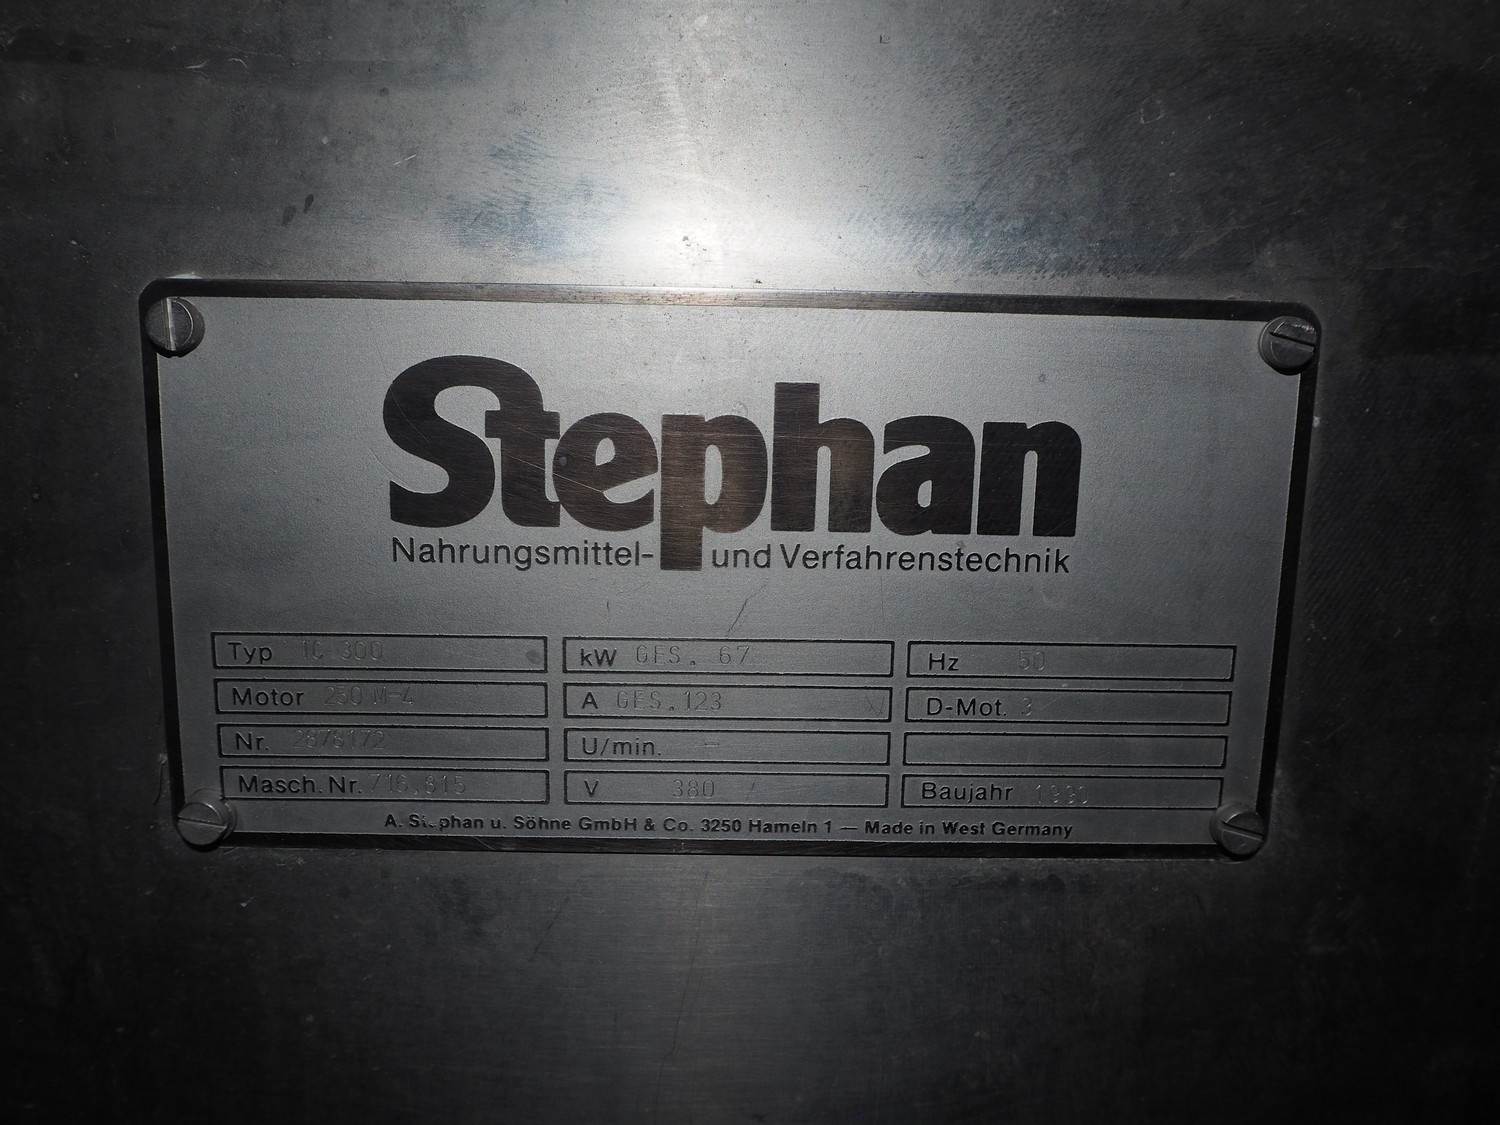 Stephan
Nahrungsmittel- und Verfahrenstechnik
Typ TC 300 kW GES. 67 Hz 50
Motor 250 M-4 A GES. 123 D-Mot. 3
Nr. 2878172 U/min. –
Masch. Nr. 716.815 V 380 / Baujahr 1990
A. Stephan u. Söhne GmbH & Co. 3250 Hameln 1 — Made in West Germany